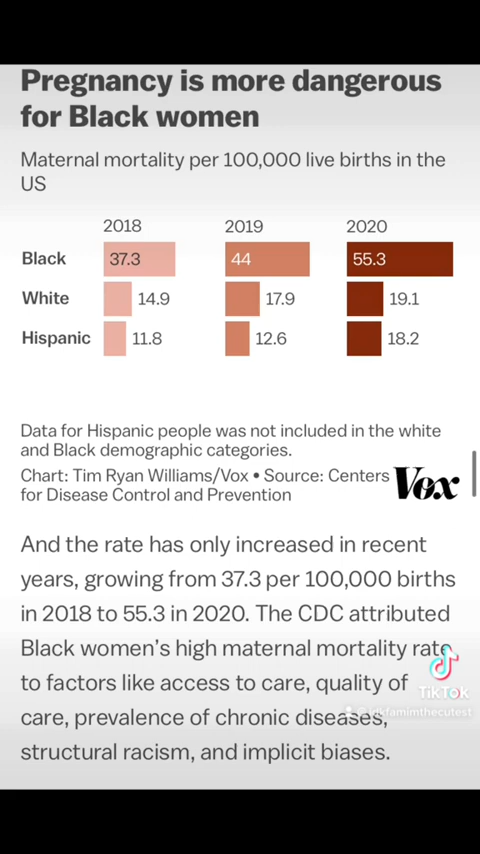 Pregnancy is more dangerous
for Black women
Maternal mortality per 100,000 live births in the
US
2018 2019 2020
Black 37.3 44 55.3
White 14.9 17.9 19.1
Hispanic 11.8 12.6 18.2
Data for Hispanic people was not included in the white
and Black demographic categories.
Chart: Tim Ryan Williams/Vox • Source: Centers
for Disease Control and Prevention
Vox
And the rate has only increased in recent
years, growing from 37.3 per 100,000 births
in 2018 to 55.3 in 2020. The CDC attributed
Black women's high maternal mortality rate
to factors like access to care, quality of
TikTok
care, prevalence of chronic diseases,
structural racism, and implicit biases.